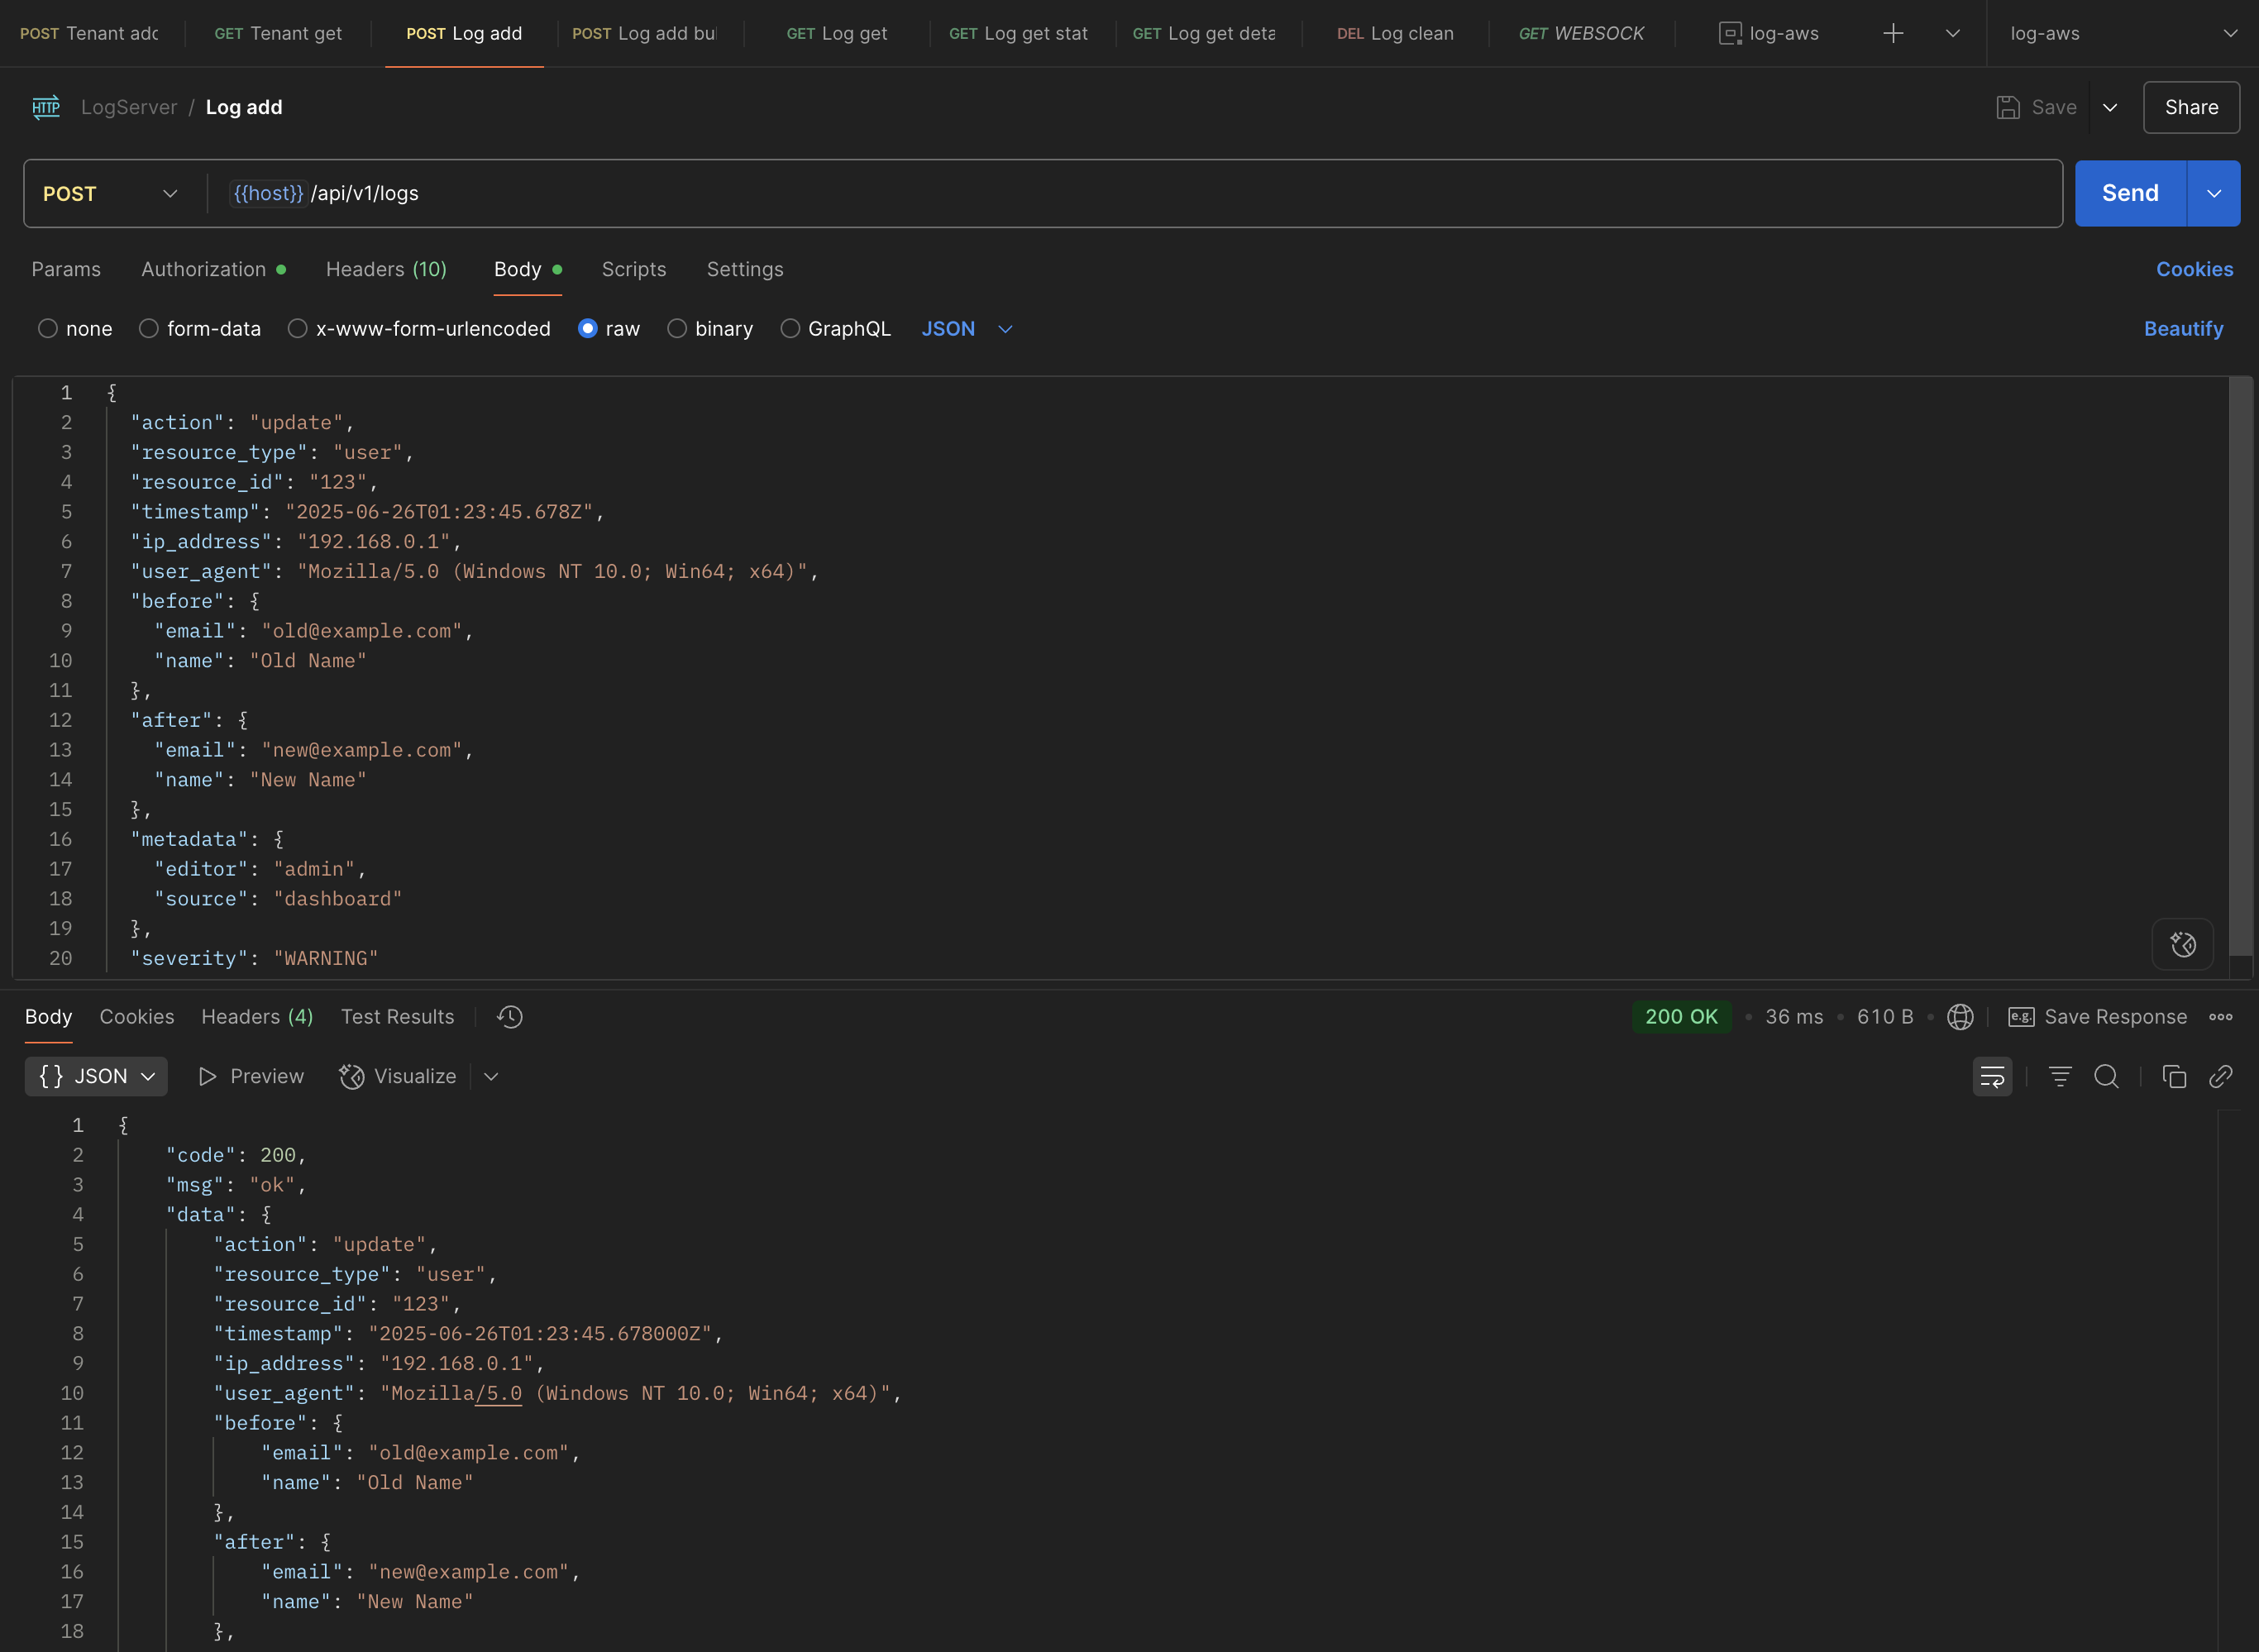 POST Tenant adc GET Tenant get POST Log add POST Log add bul GET Log get GET Log get stat GET Log get deta DEL Log clean GET WEBSOCK log-aws log-aws
HTTP LogServer / Log add Save Share
POST {{host}}/api/v1/logs Send
Params Authorization Headers (10) Body Scripts Settings Cookies
none form-data x-www-form-urlencoded raw binary GraphQL JSON Beautify
1 {
2 "action": "update",
3 "resource_type": "user",
4 "resource_id": "123",
5 "timestamp": "2025-06-26T01:23:45.678Z",
6 "ip_address": "192.168.0.1",
7 "user_agent": "Mozilla/5.0 (Windows NT 10.0; Win64; x64)",
8 "before": {
9 "email": "old@example.com",
10 "name": "Old Name"
11 },
12 "after": {
13 "email": "new@example.com",
14 "name": "New Name"
15 },
16 "metadata": {
17 "editor": "admin",
18 "source": "dashboard"
19 },
20 "severity": "WARNING"
Body Cookies Headers (4) Test Results 200 OK • 36 ms • 610 B • e.g. Save Response
{} JSON Preview Visualize
1 {
2 "code": 200,
3 "msg": "ok",
4 "data": {
5 "action": "update",
6 "resource_type": "user",
7 "resource_id": "123",
8 "timestamp": "2025-06-26T01:23:45.678000Z",
9 "ip_address": "192.168.0.1",
10 "user_agent": "Mozilla/5.0 (Windows NT 10.0; Win64; x64)",
11 "before": {
12 "email": "old@example.com",
13 "name": "Old Name"
14 },
15 "after": {
16 "email": "new@example.com",
17 "name": "New Name"
18 },